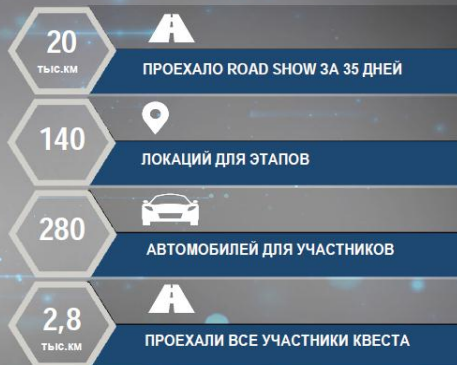 20
тыс.км
ПРОЕХАЛО ROAD SHOW ЗА 35 ДНЕЙ
140
ЛОКАЦИЙ ДЛЯ ЭТАПОВ
280
АВТОМОБИЛЕЙ ДЛЯ УЧАСТНИКОВ
2,8
тыс.км
ПРОЕХАЛИ ВСЕ УЧАСТНИКИ КВЕСТА